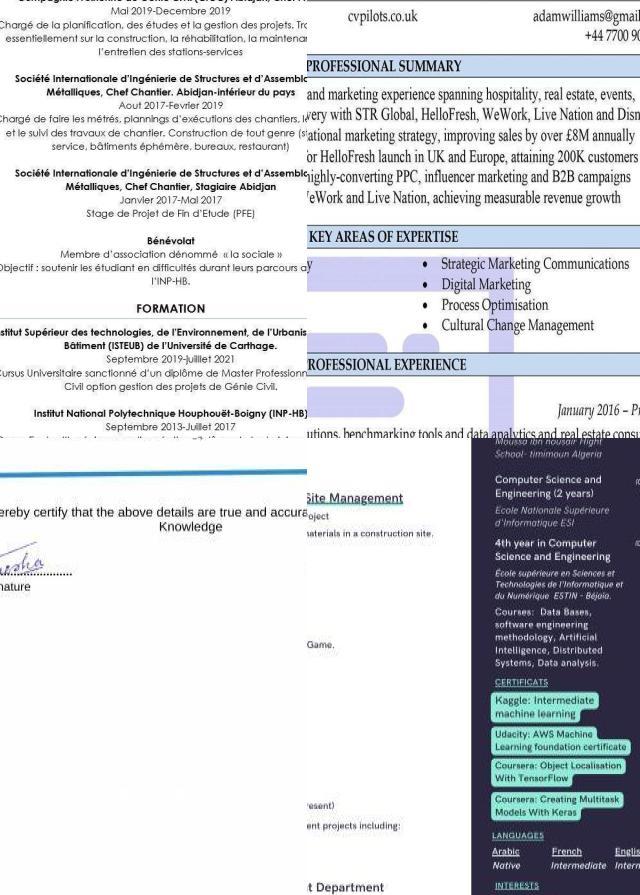 Mai 2019-Decembre 2019
Chargé de la planification, des études et la gestion des projets.
essentiellement sur la construction, la réhabilitation, la
l'entretien des stations-services
Société Internationale d'Ingénierie de Structures et d'Assembla
Métalliques, Chef Chantier. Abidjan-intérieur du pays
Aout 2017-Fevrier 2019
Chargé de faire les métrés, plannings d'exécutions des chantiers,
et le suivi des travaux de chantier. Construction de tout genre
service, bâtiments éphémère, bureaux, restaurant)
Société Internationale d'Ingénierie de Structures et d'Assembla
Métalliques, Chef Chantier, Stagiaire Abidjan
Janvier 2017-Mai 2017
Stage de Projet de Fin d'Etude (PFE)
Bénévolat
Membre d'association dénommé « la sociale »
Objectif : soutenir les étudiant en difficultés durant leurs parcours
l'INP-HB.
FORMATION
nstitut Supérieur des technologies, de l'Environnement, de l'Urbanis
Bâtiment (ISTEUB) de l'Université de Carthage.
Septembre 2019-juillet 2021
Cursus Universitaire sanctionné d'un diplôme de Master Profession
Civil option gestion des projets de Génie Civil.
Institut National Polytechnique Houphouët-Boigny (INP-HB)
Septembre 2013-Juillet 2017
cvpilots.co.uk
adamwilliams@gmail
+44 7700 90
PROFESSIONAL SUMMARY
and marketing experience spanning hospitality, real estate, events,
very with STR Global, HelloFresh, WeWork, Live Nation and Disn
ational marketing strategy, improving sales by over £8M annually
for HelloFresh launch in UK and Europe, attaining 200K customers
highly-converting PPC, influencer marketing and B2B campaigns
WeWork and Live Nation, achieving measurable revenue growth
KEY AREAS OF EXPERTISE
y
• Strategic Marketing Communications
• Digital Marketing
• Process Optimisation
• Cultural Change Management
ROFESSIONAL EXPERIENCE
January 2016 – Pr
utions, benchmarking tools and data analytics and real estate consu
ereby certify that the above details are true and accura
Knowledge
nature
Site Management
oject
naterials in a construction site.
Game.
resent)
ent projects including:
t Department
Moussa ibn nousair Hight
School- timimoun Algeria
Computer Science and
Engineering (2 years)
Ecole Nationale Supérieure
d'Informatique ESI
4th year in Computer
Science and Engineering
École supérieure en Sciences et
Technologies de l'Informatique et
du Numérique ESTIN - Béjaia.
Courses: Data Bases,
software engineering
methodology, Artificial
Intelligence, Distributed
Systems, Data analysis.
CERTIFICATS
Kaggle: Intermediate
machine learning
Udacity: AWS Machine
Learning foundation certificate
Coursera: Object Localisation
With TensorFlow
Coursera: Creating Multitask
Models With Keras
LANGUAGES
Arabic French Englis
Native Intermediate Intern
INTERESTS